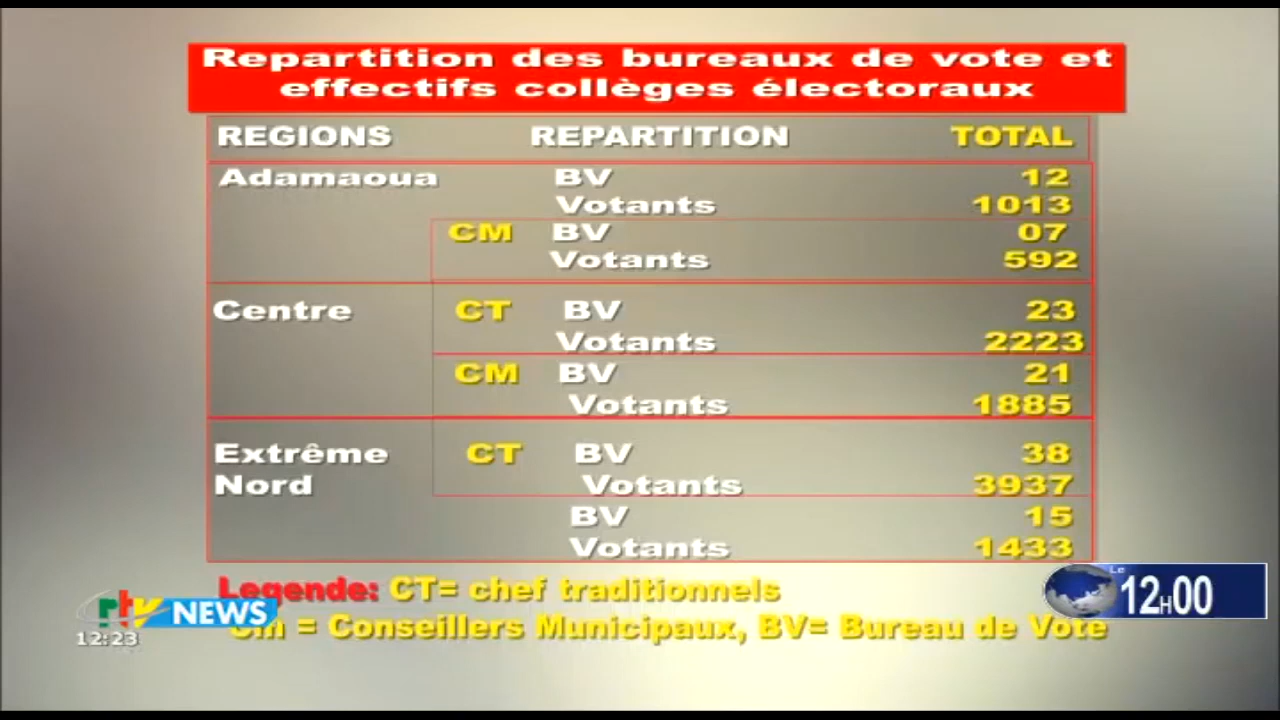 Repartition des bureaux de vote et
effectifs collèges électoraux
REGIONS REPARTITION TOTAL
Adamaoua BV 12
Votants 1013
CM BV 07
Votants 592
Centre CT BV 23
Votants 2223
CM BV 21
Votants 1885
Extrême CT BV 38
Nord Votants 3937
BV 15
Votants 1433
Legende: CT= chef traditionnels
Cm = Conseillers Municipaux, BV= Bureau de Vote
rtv NEWS
12:23
Le
12H00